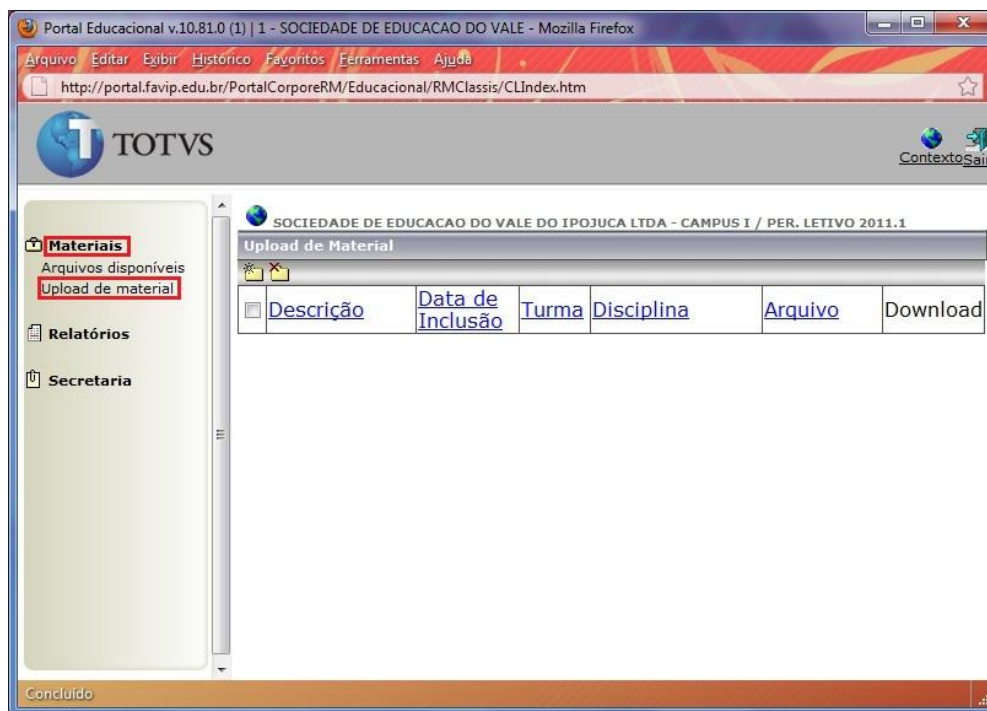 Portal Educacional v.10.81.0 (1) | 1 - SOCIEDADE DE EDUCACAO DO VALE - Mozilla Firefox
Arquivo Editar Exibir Histórico Favoritos Ferramentas Ajuda
http://portal.favip.edu.br/PortalCorporeRM/Educacional/RMClassis/CLIndex.htm
TOTVS
Contexto Sair
SOCIEDADE DE EDUCACAO DO VALE DO IPOJUCA LTDA - CAMPUS I / PER. LETIVO 2011.1
Materiais
Arquivos disponíveis
Upload de material
Relatórios
Secretaria
Upload de Material
Descrição Data de Inclusão Turma Disciplina Arquivo Download
Concluído